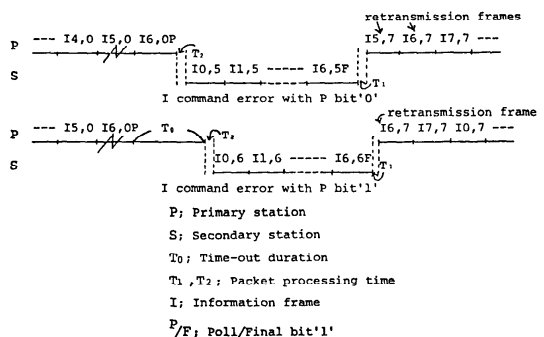 retransmission frames
P --- I4,0 I5,0 I6,0P I5,7 I6,7 I7,7 ---
T₂
S I0,5 I1,5 ----- I6,5F T₁
I command error with P bit'0'
retransmission frame
P --- I5,0 I6,0P T₀ T₂ I6,7 I7,7 I0,7 ---
S I0,6 I1,6 ----- I6,6F T₁
I command error with P bit'1'
P; Primary station
S; Secondary station
T₀; Time-out duration
T₁ ,T₂; Packet processing time
I; Information frame
P/F; Poll/Final bit'1'